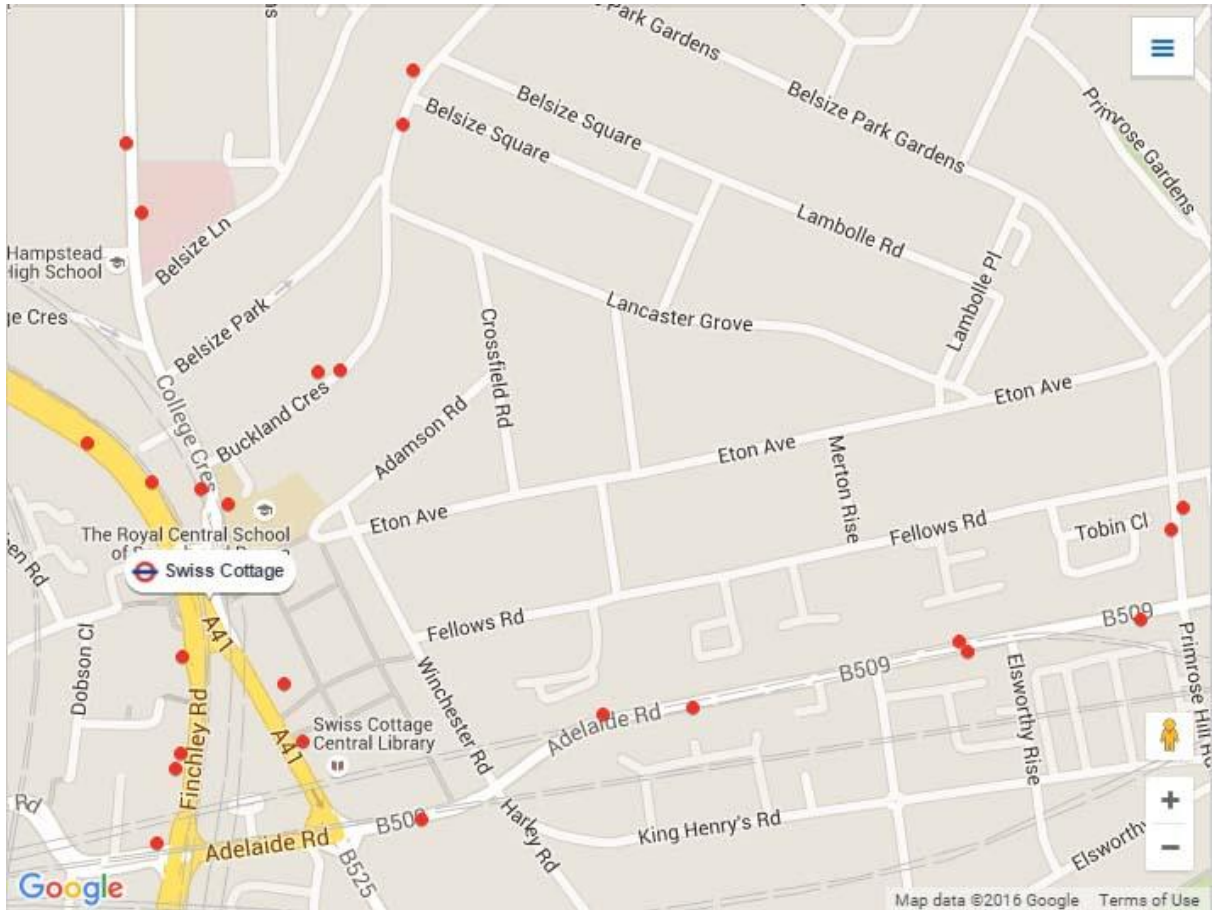 Belsize Park Gardens
Belsize Park Gardens
Primrose Gardens
Belsize Square
Belsize Square
Lambolle Rd
Lambolle Pl
Belsize Ln
Hampstead
High School
Belsize Park
Lancaster Grove
Crossfield Rd
College Cres
Buckland Cres
Adamson Rd
Eton Ave
Eton Ave
Eton Ave
Merton Rise
Fellows Rd
Fellows Rd
Tobin Cl
The Royal Central School
of
Swiss Cottage
A41
A41
Dobson Cl
Finchley Rd
Winchester Rd
Swiss Cottage
Central Library
B509
B509
B509
Adelaide Rd
Adelaide Rd
Elsworthy Rise
Primrose Hill Rd
King Henry's Rd
Harley Rd
B525
Elsworthy
Rd
Google
Map data ©2016 Google Terms of Use